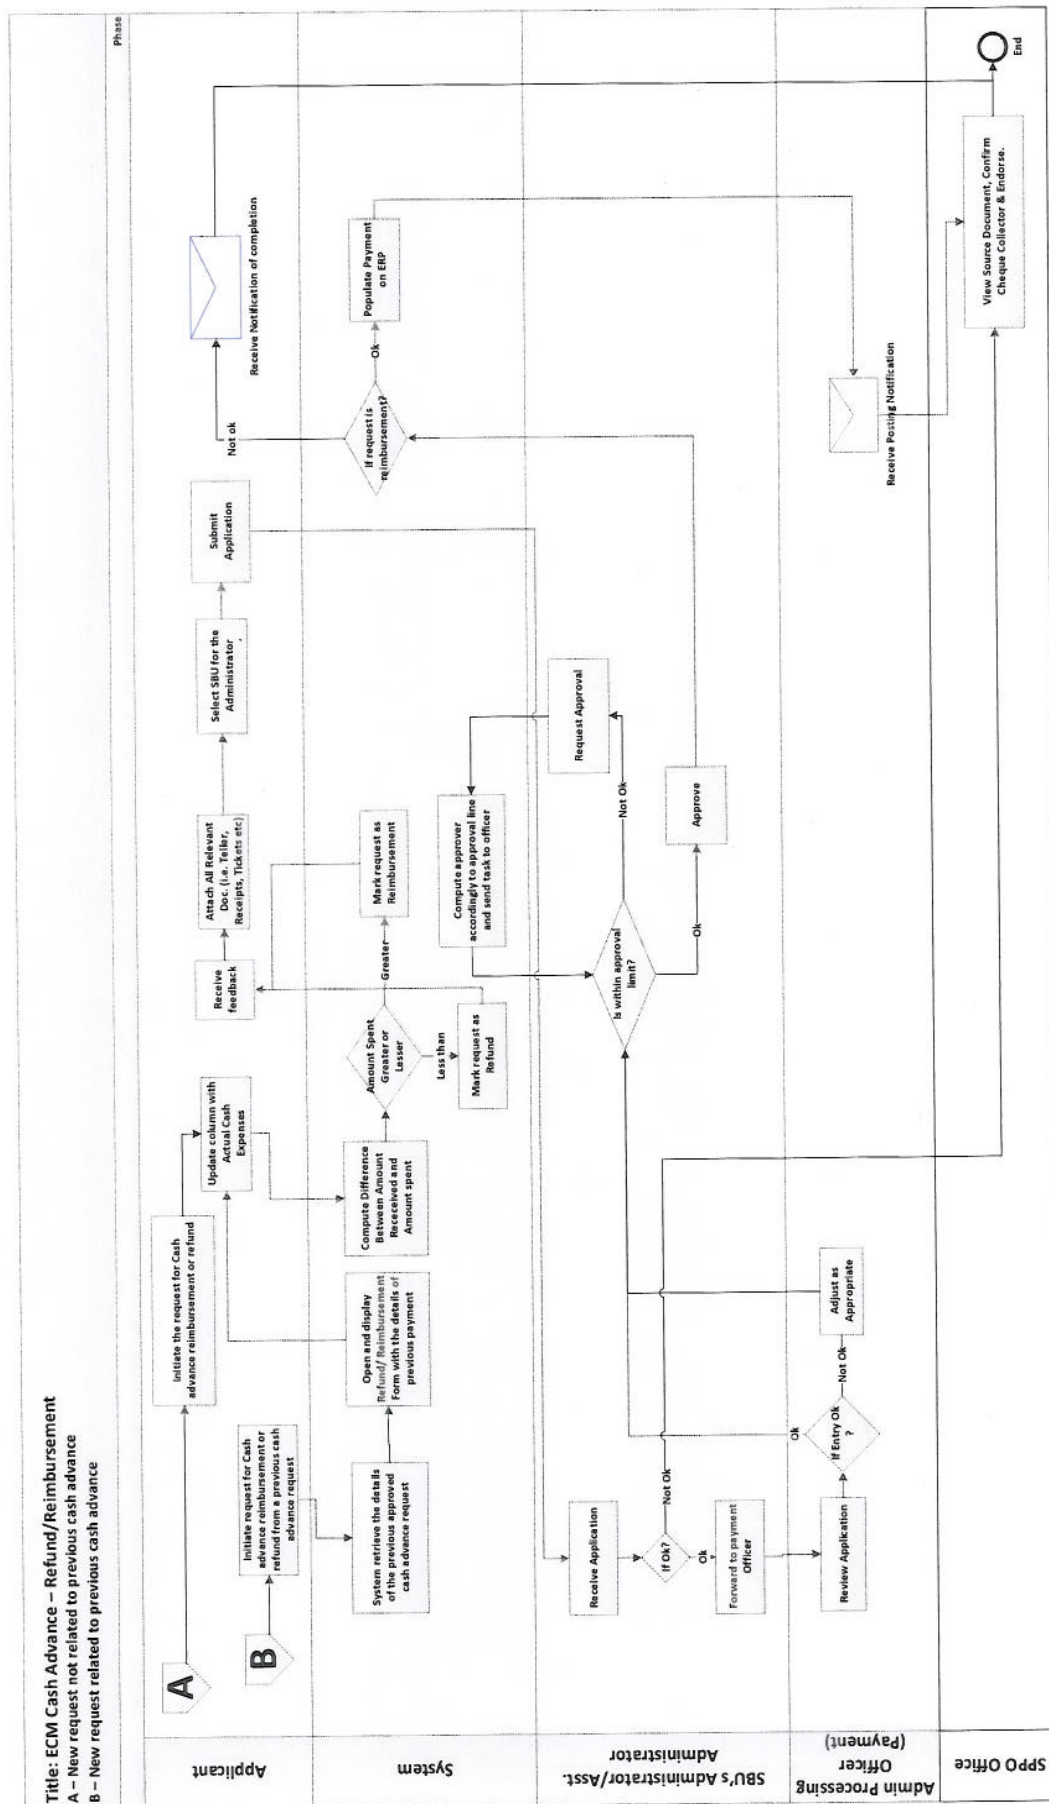 Title: ECM Cash Advance – Refund/Reimbursement
A – New request not related to previous cash advance
B – New request related to previous cash advance
Phase
Applicant
A
Initiate the request for Cash
advance reimbursement or refund
B
Initiate request for Cash
advance reimbursement or
refund from a previous cash
advance request
Update column with
Actual Cash
Expenses
Receive
feedback
Attach All Relevant
Doc. (i.e. Teller,
Receipts, Tickets etc)
Select SBU for the
Administrator
Submit
Application
Not ok
Receive Notification of completion
System
System retrieve the details
of the previous approved
cash advance request
Open and display
Refund/ Reimbursement
Form with the details of
previous payment
Compute Difference
Between Amount
Receceived and
Amount spent
Amount Spent
Greater or
Lesser
Greater
Less than
Mark request as
Refund
Mark request as
Reimbursement
Compute approver
accordingly to approval line
and send task to officer
If request is
reimbursement?
Ok
Populate Payment
on ERP
SBU's Administrator/Asst.
Administrator
Receive Application
If Ok?
Not Ok
Ok
Forward to payment
Officer
Is within approval
limit?
Not Ok
Ok
Request Approval
Approve
Admin Processing
Officer
(Payment)
Review Application
If Entry Ok
?
Ok
Not Ok
Adjust as
Appropriate
Receive Posting Notification
SPPO Office
View Source Document, Confirm
Cheque Collector & Endorse.
End